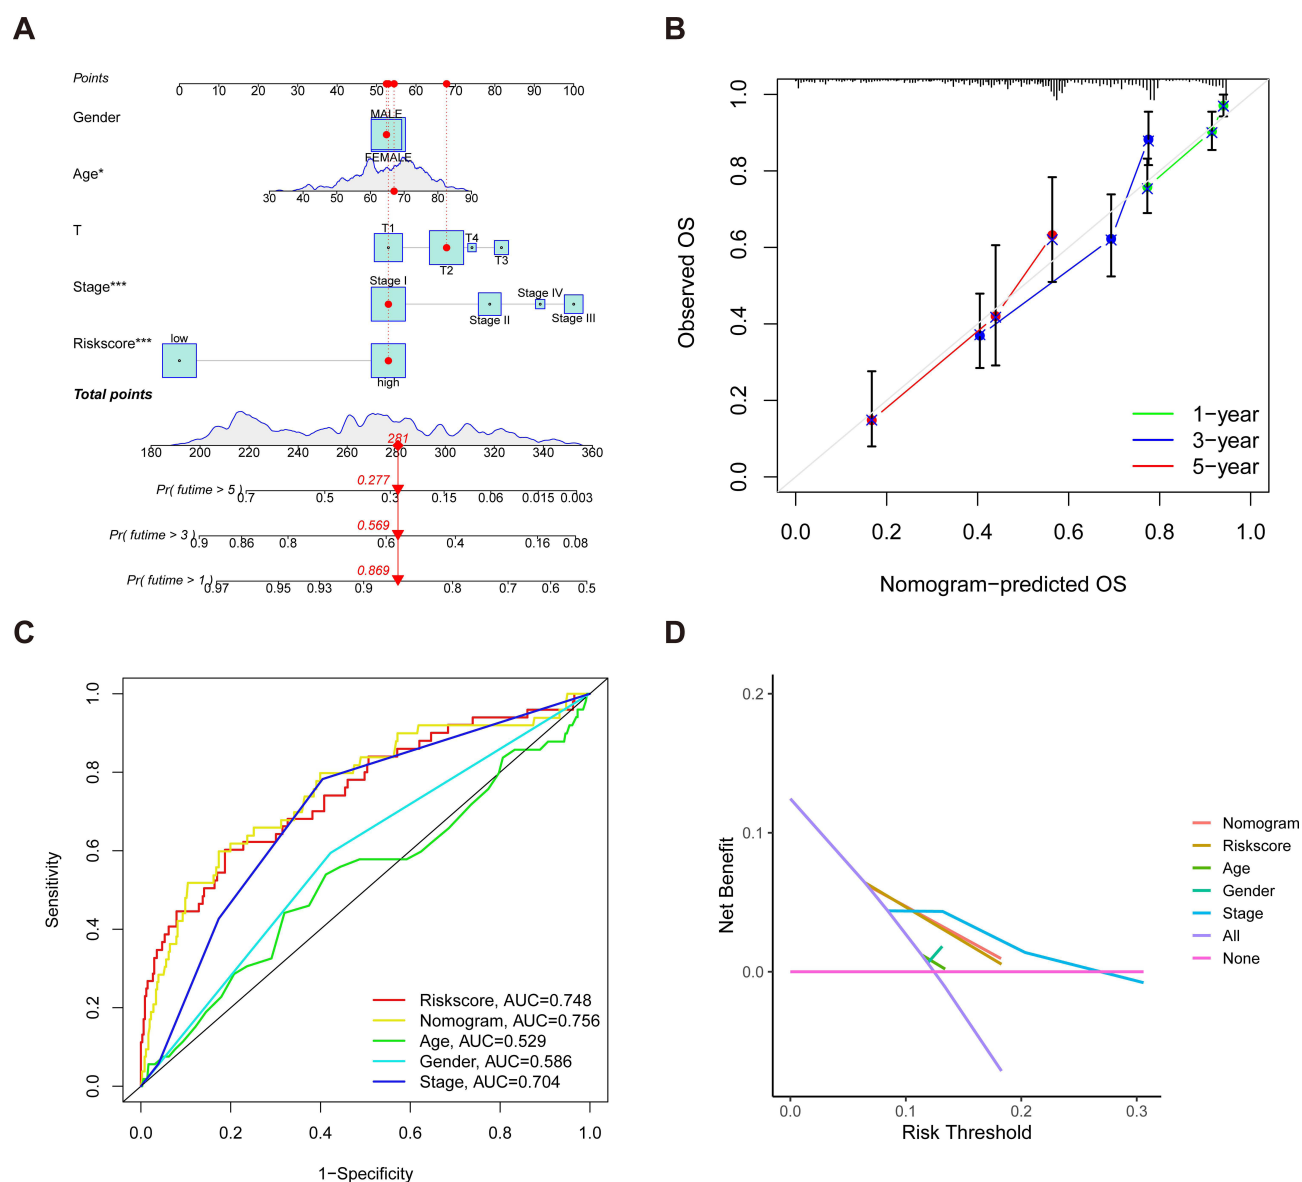 A
Points
0 10 20 30 40 50 60 70 80 90 100
Gender
MALE
FEMALE
Age*
30 40 50 60 70 80 90
T
T1
T2
T4
T3
Stage***
Stage I
Stage II
Stage IV
Stage III
Riskscore***
low
high
Total points
281
180 200 220 240 260 280 300 320 340 360
0.277
Pr( futime > 5 )
0.7 0.5 0.3 0.15 0.06 0.015 0.003
0.569
Pr( futime > 3 )
0.9 0.86 0.8 0.6 0.4 0.16 0.08
0.869
Pr( futime > 1 )
0.97 0.95 0.93 0.9 0.8 0.7 0.6 0.5
B
Observed OS
1.0
0.8
0.6
0.4
0.2
0.0
1−year
3−year
5−year
0.0 0.2 0.4 0.6 0.8 1.0
Nomogram−predicted OS
C
Sensitivity
1.0
0.8
0.6
0.4
0.2
0.0
Riskscore, AUC=0.748
Nomogram, AUC=0.756
Age, AUC=0.529
Gender, AUC=0.586
Stage, AUC=0.704
0.0 0.2 0.4 0.6 0.8 1.0
1−Specificity
D
Net Benefit
0.2
0.1
0.0
Nomogram
Riskscore
Age
Gender
Stage
All
None
0.0 0.1 0.2 0.3
Risk Threshold